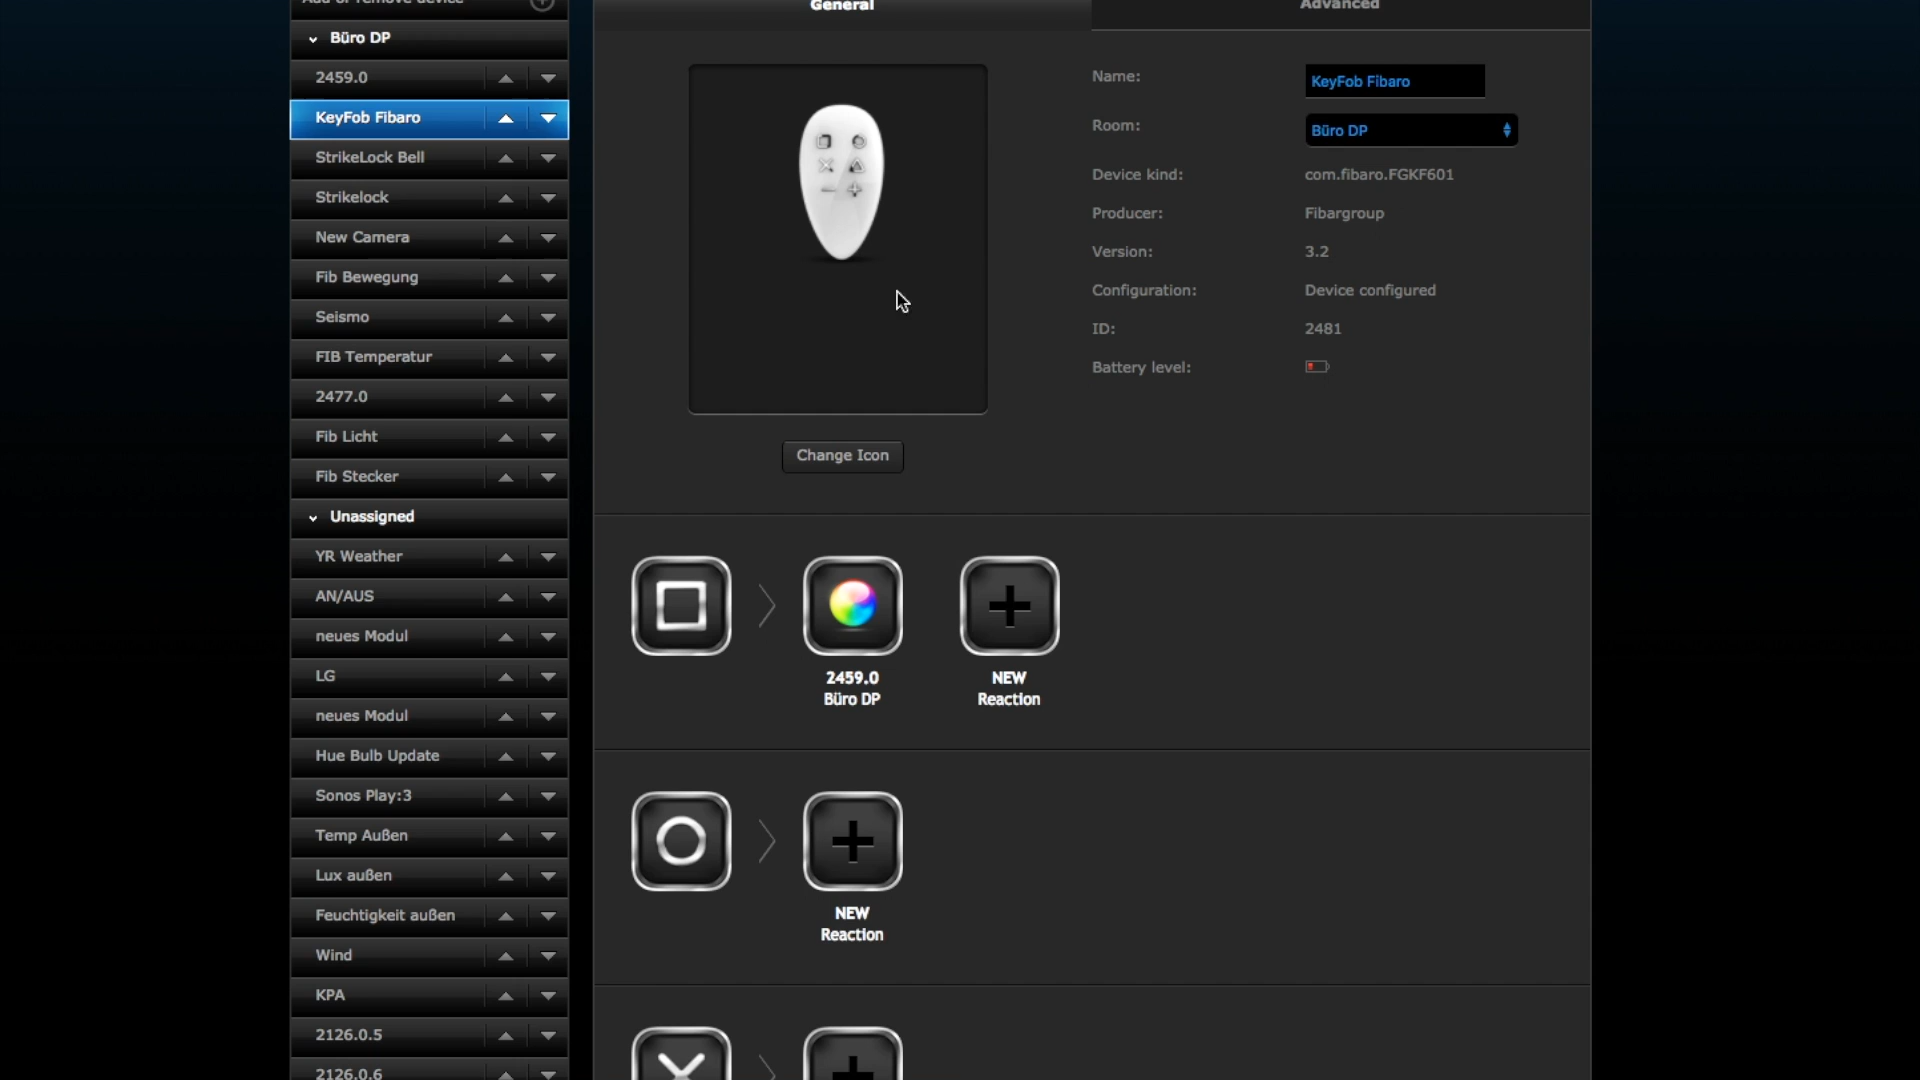 Add or remove device
Büro DP
2459.0
KeyFob Fibaro
StrikeLock Bell
Strikelock
New Camera
Fib Bewegung
Seismo
FIB Temperatur
2477.0
Fib Licht
Fib Stecker
Unassigned
YR Weather
AN/AUS
neues Modul
LG
neues Modul
Hue Bulb Update
Sonos Play:3
Temp Außen
Lux außen
Feuchtigkeit außen
Wind
KPA
2126.0.5
2126.0.6
General
Advanced
Name: KeyFob Fibaro
Room: Büro DP
Device kind: com.fibaro.FGKF601
Producer: Fibargroup
Version: 3.2
Configuration: Device configured
ID: 2481
Battery level:
Change Icon
2459.0
Büro DP
NEW
Reaction
NEW
Reaction